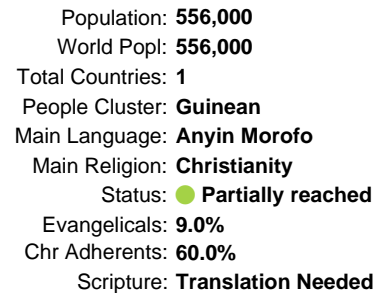 Population: 556,000
World Popl: 556,000
Total Countries: 1
People Cluster: Guinean
Main Language: Anyin Morofo
Main Religion: Christianity
Status: Partially reached
Evangelicals: 9.0%
Chr Adherents: 60.0%
Scripture: Translation Needed